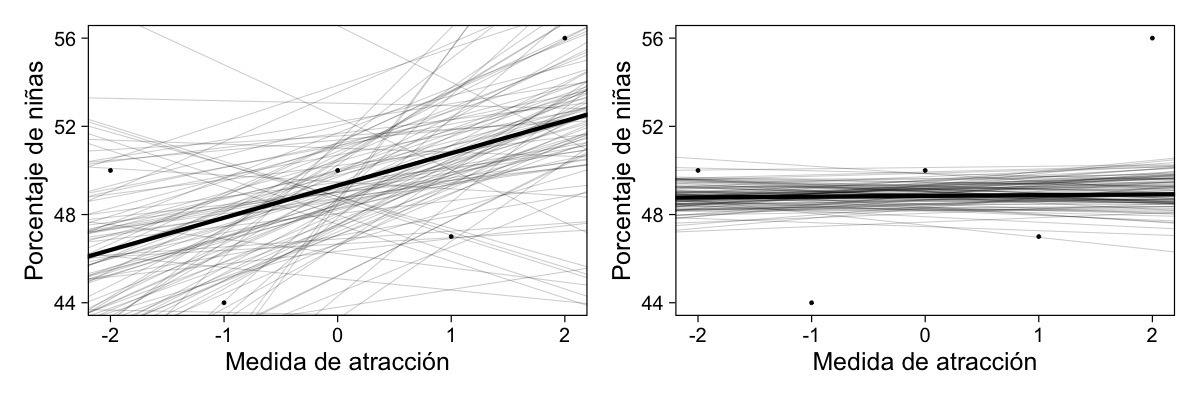 Porcentaje de niñas
56
52
48
44
-2 -1 0 1 2
Medida de atracción
Porcentaje de niñas
56
52
48
44
-2 -1 0 1 2
Medida de atracción